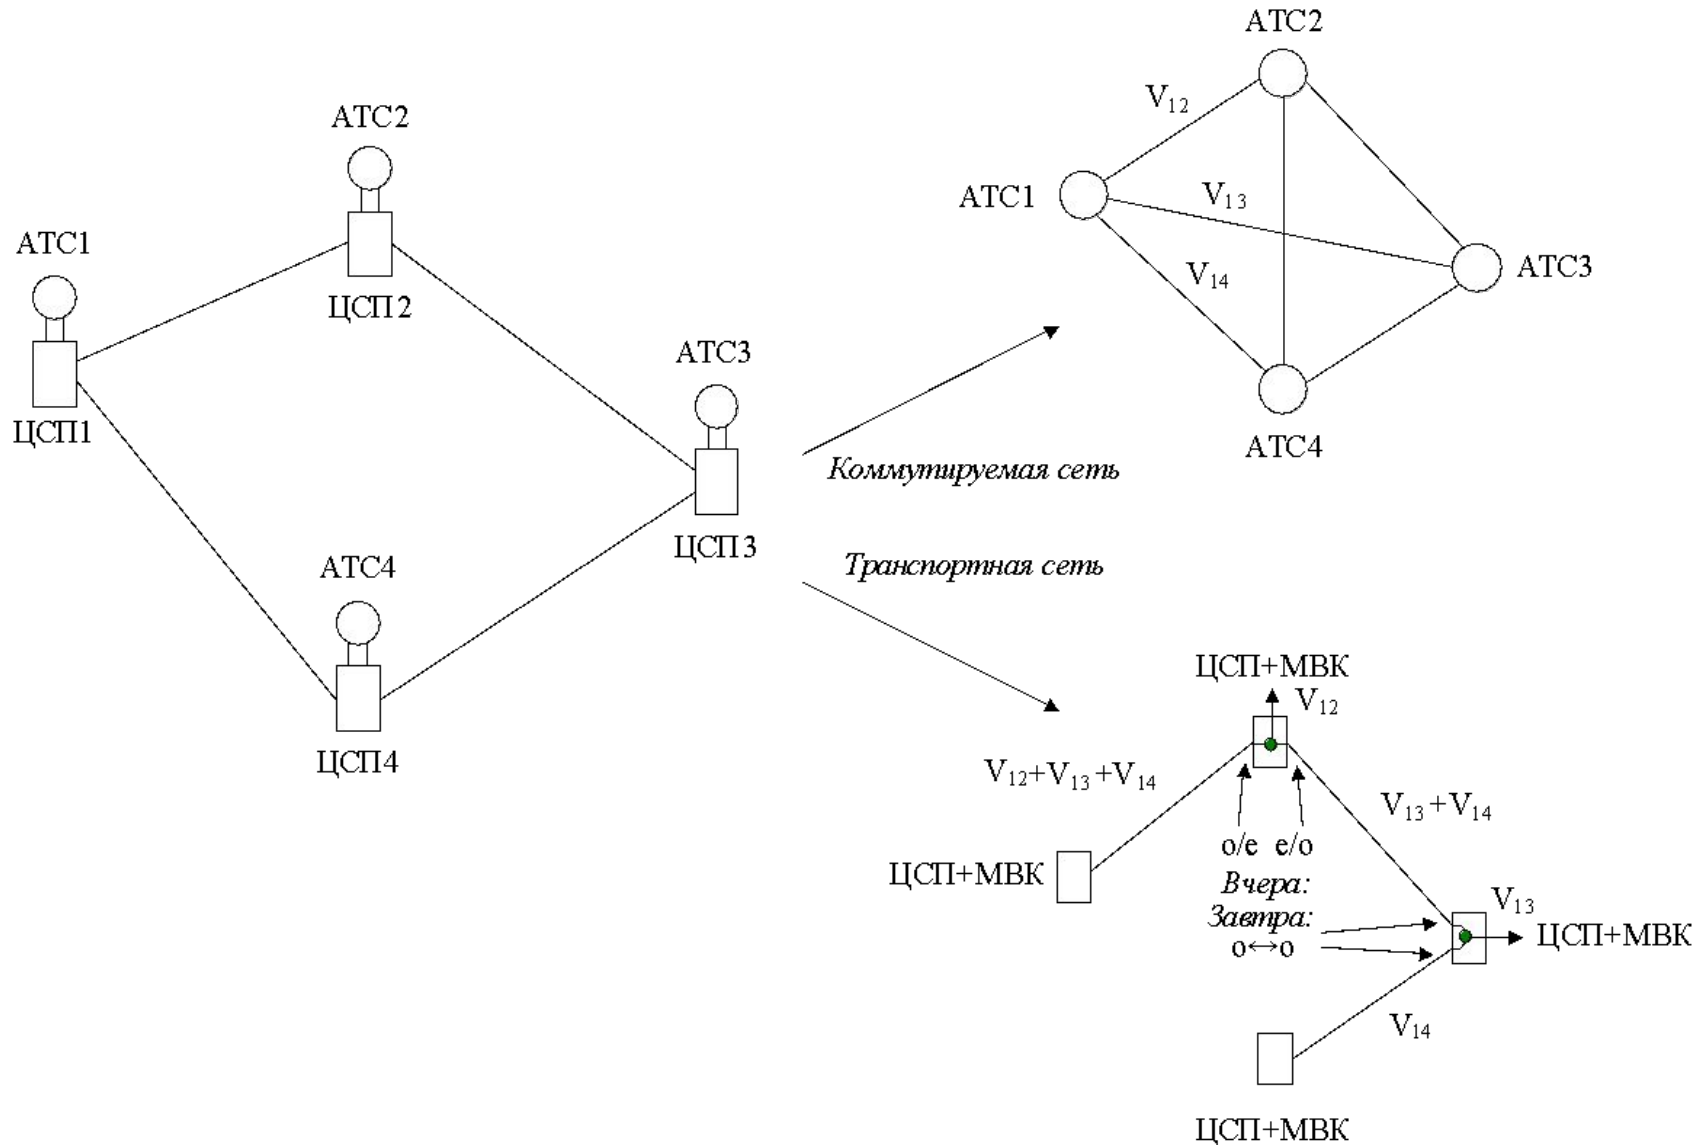 АТС2
V12
АТС1
V13
V14
АТС3
АТС4
АТС2
ЦСП2
АТС1
ЦСП1
АТС3
ЦСП3
АТС4
ЦСП4
Коммутируемая сеть
Транспортная сеть
ЦСП+МВК
V12
V12+V13+V14
V13+V14
o/e e/o
ЦСП+МВК
Вчера:
Завтра:
o↔o
V13
ЦСП+МВК
V14
ЦСП+МВК